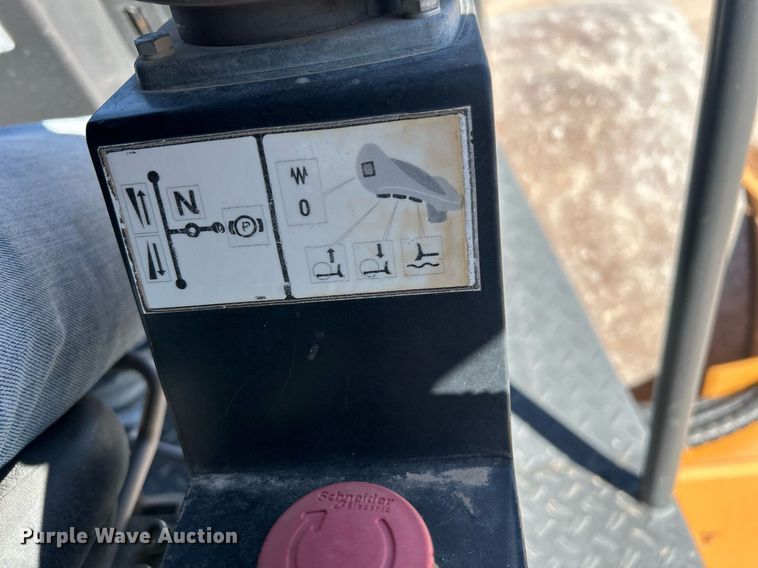 N
P
0
Schneider
Electric
Purple Wave Auction